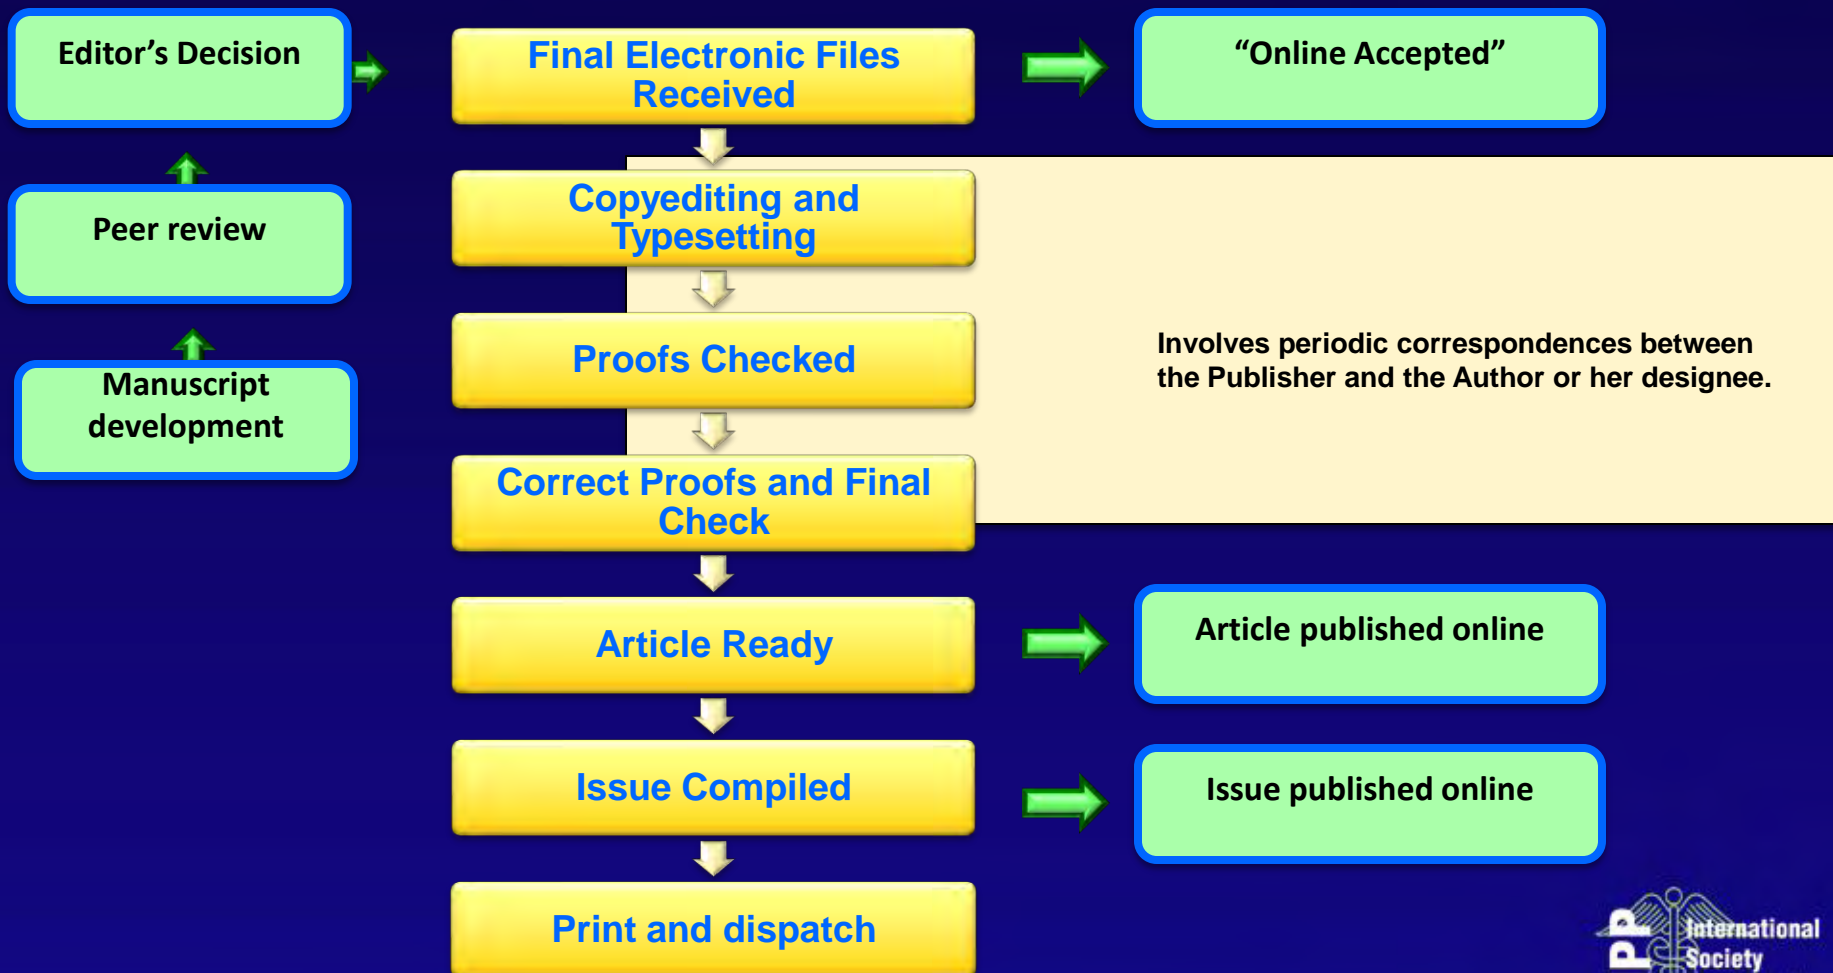 Editor’s Decision
Peer review
Manuscript
development
Final Electronic Files
Received
Copyediting and
Typesetting
Proofs Checked
Correct Proofs and Final
Check
Article Ready
Issue Compiled
Print and dispatch
“Online Accepted”
Involves periodic correspondences between
the Publisher and the Author or her designee.
Article published online
Issue published online
PP
International
Society